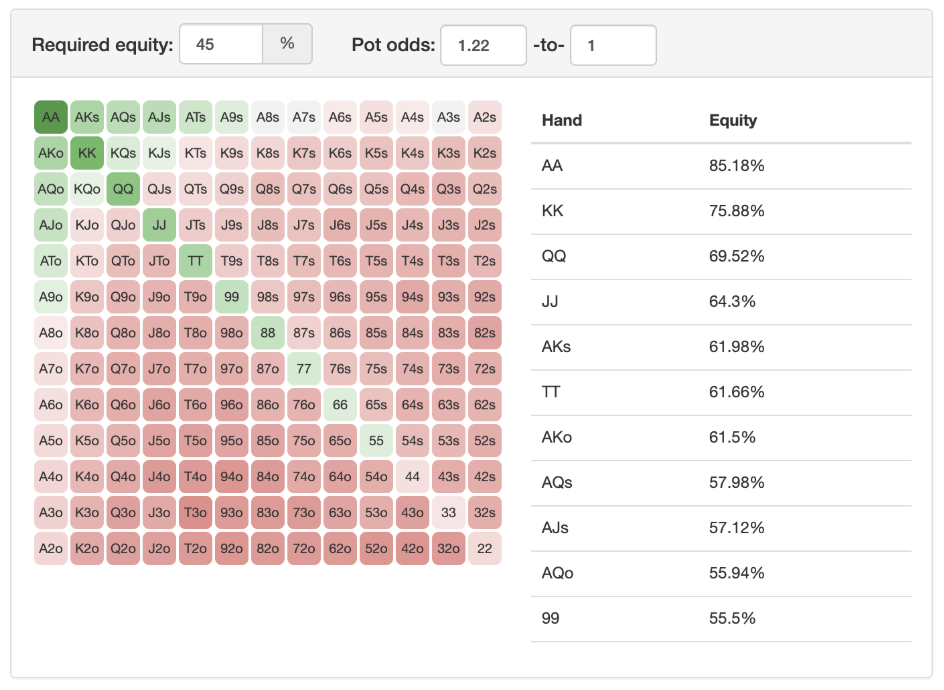 Required equity: 45 % Pot odds: 1.22 -to- 1
AA AKs AQs AJs ATs A9s A8s A7s A6s A5s A4s A3s A2s
AKo KK KQs KJs KTs K9s K8s K7s K6s K5s K4s K3s K2s
AQo KQo QQ QJs QTs Q9s Q8s Q7s Q6s Q5s Q4s Q3s Q2s
AJo KJo QJo JJ JTs J9s J8s J7s J6s J5s J4s J3s J2s
ATo KTo QTo JTo TT T9s T8s T7s T6s T5s T4s T3s T2s
A9o K9o Q9o J9o T9o 99 98s 97s 96s 95s 94s 93s 92s
A8o K8o Q8o J8o T8o 98o 88 87s 86s 85s 84s 83s 82s
A7o K7o Q7o J7o T7o 97o 87o 77 76s 75s 74s 73s 72s
A6o K6o Q6o J6o T6o 96o 86o 76o 66 65s 64s 63s 62s
A5o K5o Q5o J5o T5o 95o 85o 75o 65o 55 54s 53s 52s
A4o K4o Q4o J4o T4o 94o 84o 74o 64o 54o 44 43s 42s
A3o K3o Q3o J3o T3o 93o 83o 73o 63o 53o 43o 33 32s
A2o K2o Q2o J2o T2o 92o 82o 72o 62o 52o 42o 32o 22
Hand Equity
AA 85.18%
KK 75.88%
QQ 69.52%
JJ 64.3%
AKs 61.98%
TT 61.66%
AKo 61.5%
AQs 57.98%
AJs 57.12%
AQo 55.94%
99 55.5%